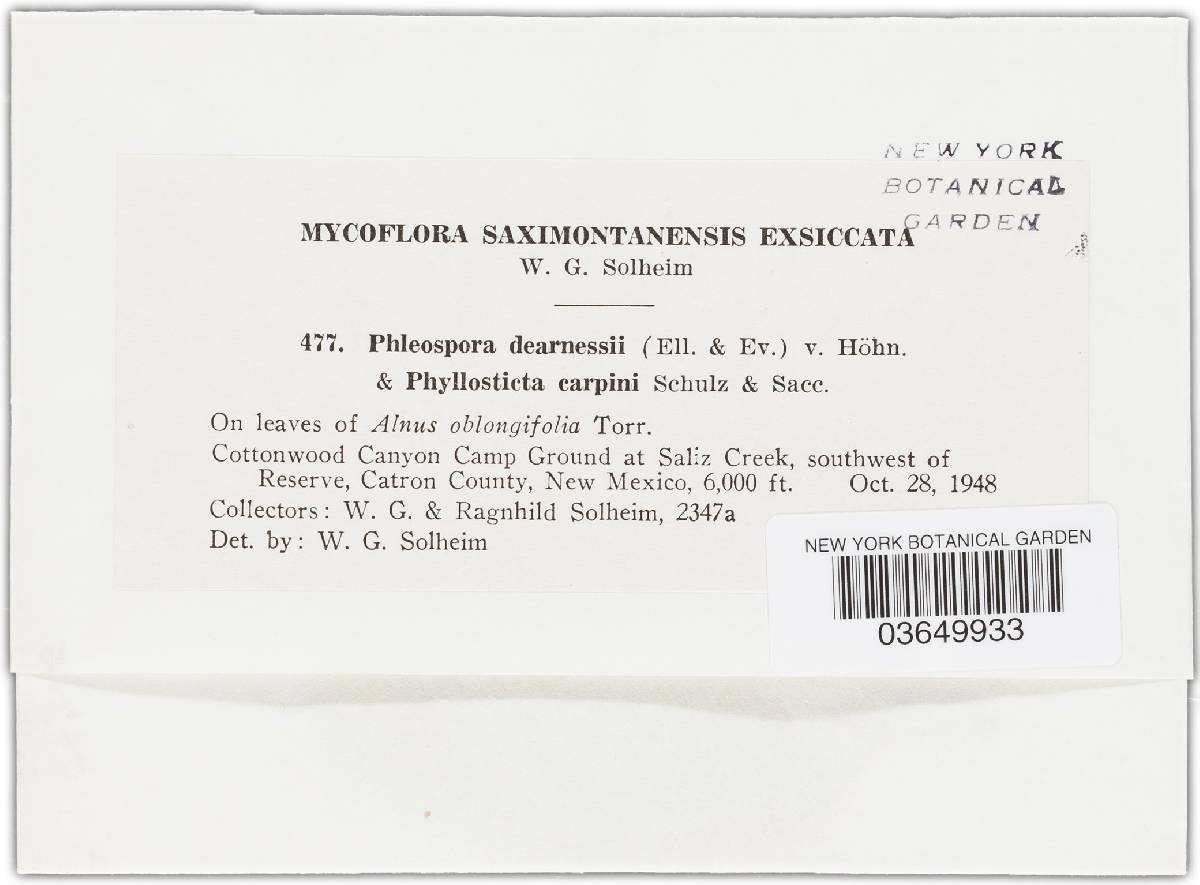 NEW YORK
BOTANICAL
GARDEN
MYCOFLORA SAXIMONTANENSIS EXSICCATA
W. G. Solheim
477. Phleospora dearnessii (Ell. & Ev.) v. Höhn.
& Phyllosticta carpini Schulz & Sacc.
On leaves of Alnus oblongifolia Torr.
Cottonwood Canyon Camp Ground at Saliz Creek, southwest of
Reserve, Catron County, New Mexico, 6,000 ft. Oct. 28, 1948
Collectors: W. G. & Ragnhild Solheim, 2347a
Det. by: W. G. Solheim
NEW YORK BOTANICAL GARDEN
03649933